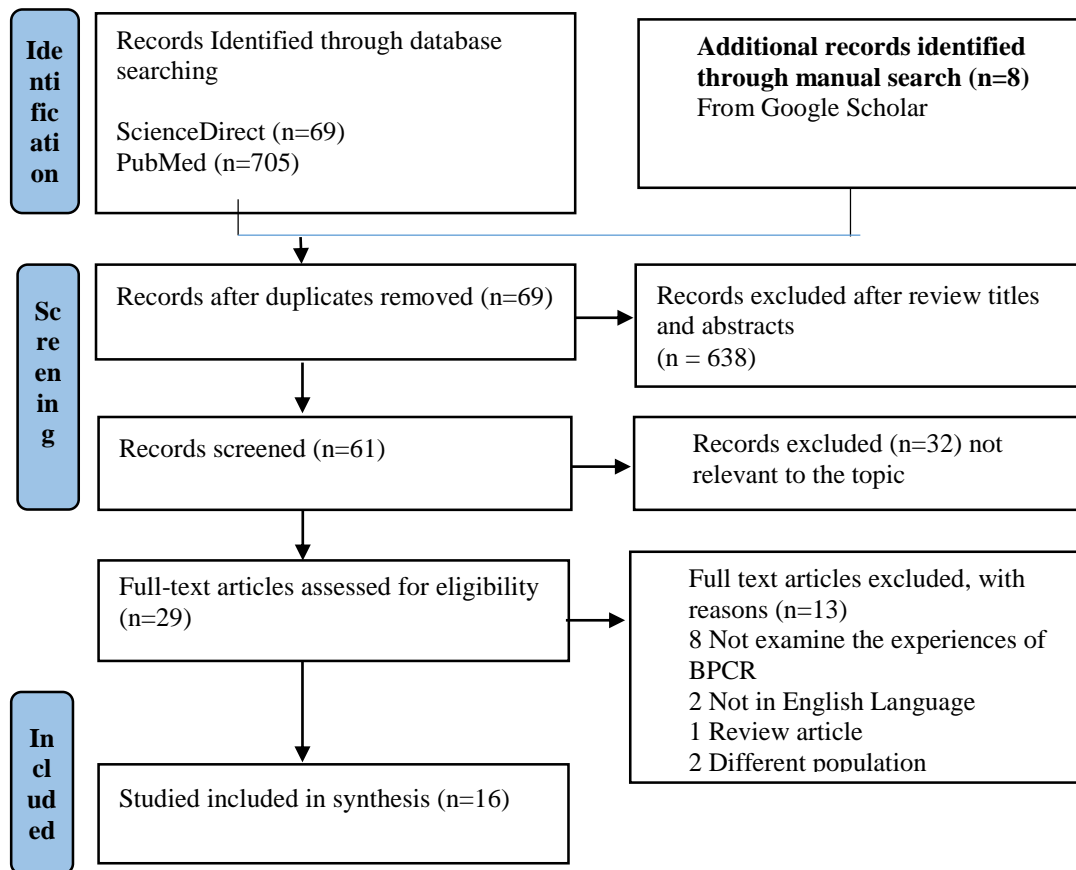 Ide
nti
fic
ati
on
Records Identified through database
searching
ScienceDirect (n=69)
PubMed (n=705)
Additional records identified
through manual search (n=8)
From Google Scholar
Sc
re
en
in
g
Records after duplicates removed (n=69)
Records excluded after review titles
and abstracts
(n = 638)
Records screened (n=61)
Records excluded (n=32) not
relevant to the topic
Full-text articles assessed for eligibility
(n=29)
Full text articles excluded, with
reasons (n=13)
8 Not examine the experiences of
BPCR
2 Not in English Language
1 Review article
2 Different population
In
cl
ud
ed
Studied included in synthesis (n=16)